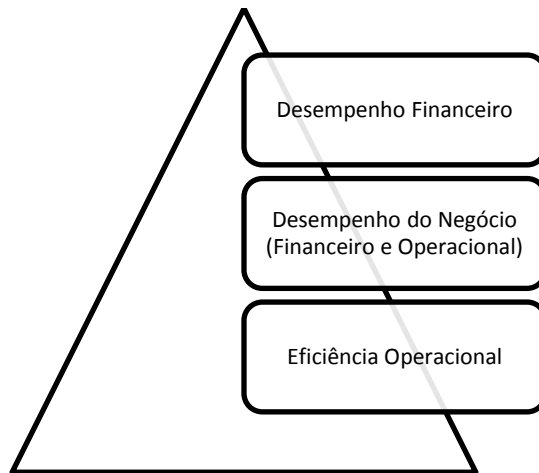 Desempenho Financeiro
Desempenho do Negócio
(Financeiro e Operacional)
Eficiência Operacional